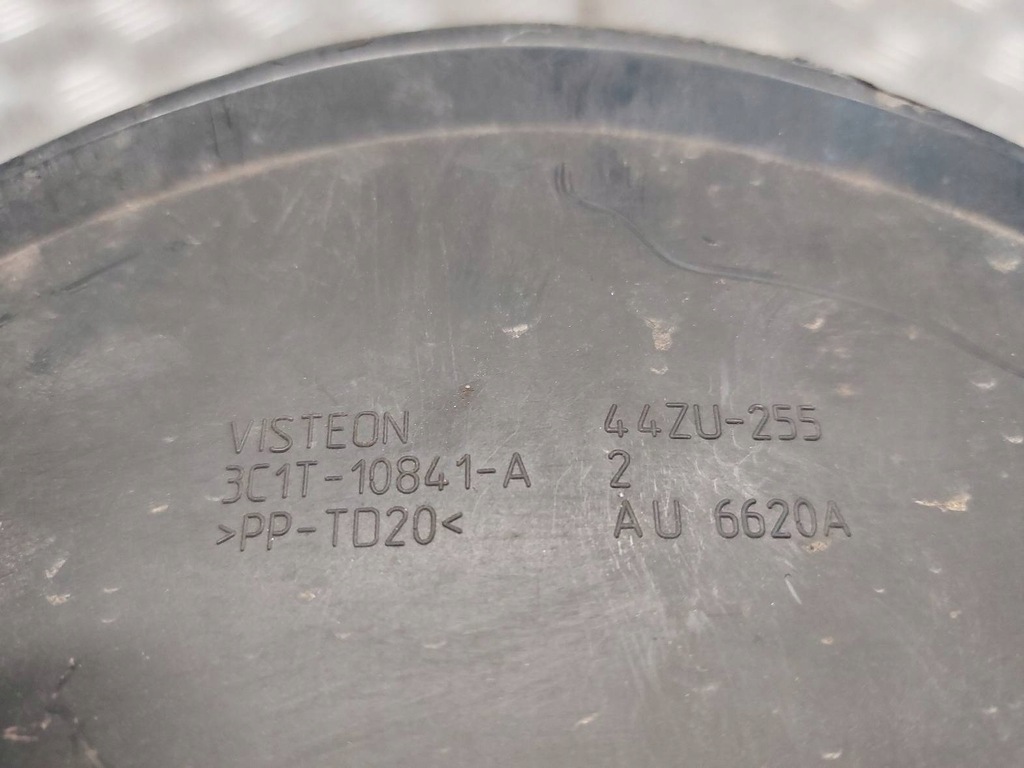 VISTEON 44ZU-255
3C1T-10841-A 2
>PP-TD20< AU 6620A